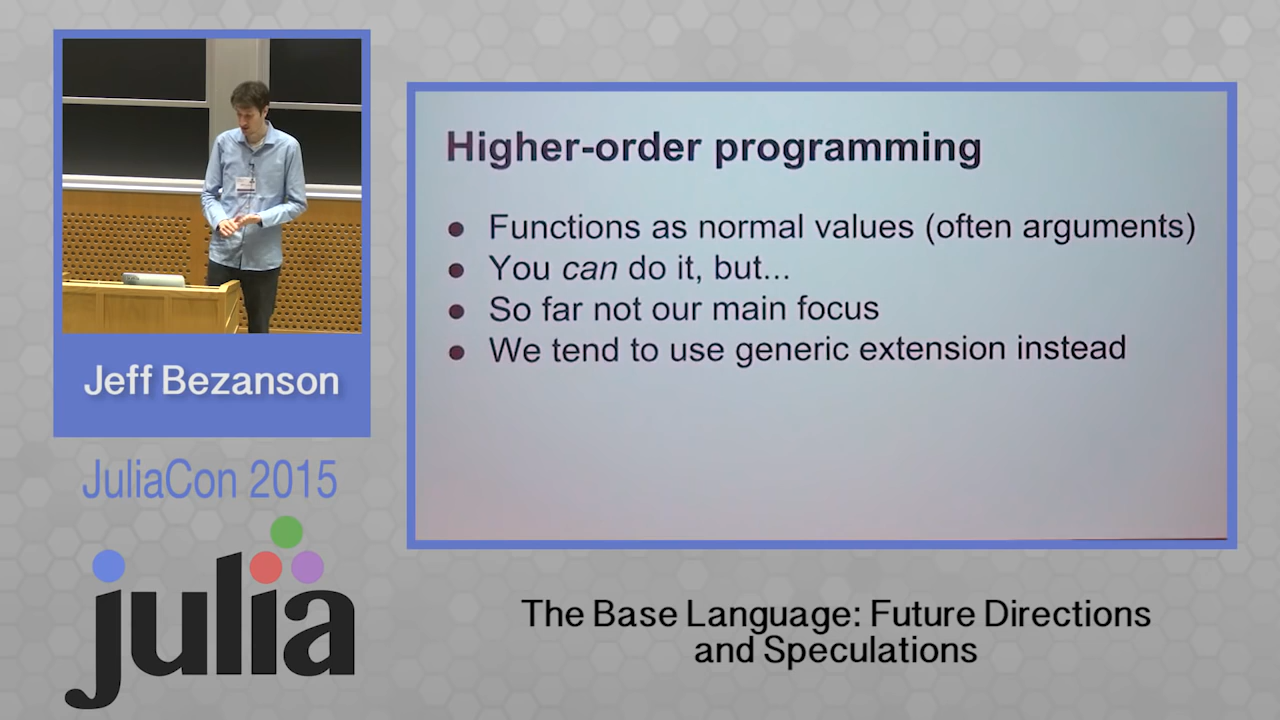 Jeff Bezanson
JuliaCon 2015
julia
Higher-order programming
● Functions as normal values (often arguments)
● You can do it, but...
● So far not our main focus
● We tend to use generic extension instead
The Base Language: Future Directions
and Speculations